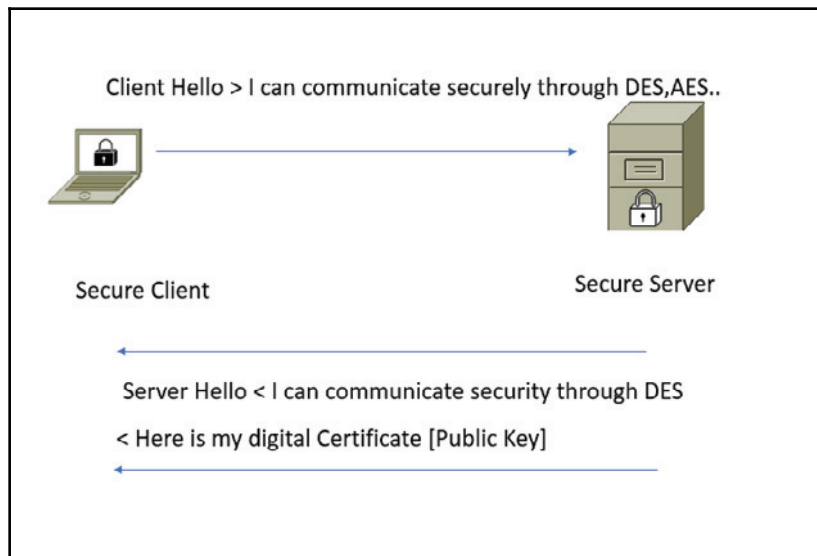 Client Hello > I can communicate securely through DES,AES..
Secure Client
Secure Server
Server Hello < I can communicate security through DES
< Here is my digital Certificate [Public Key]